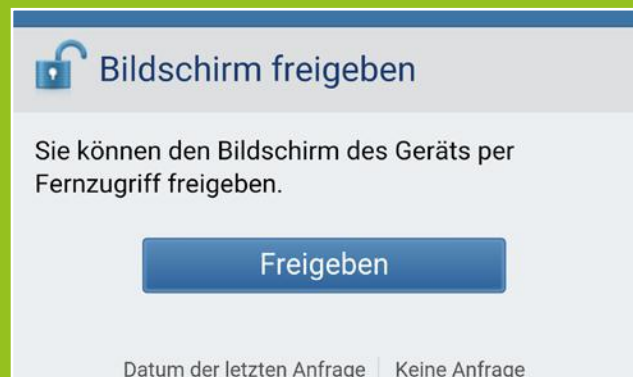 Bildschirm freigeben
Sie können den Bildschirm des Geräts per
Fernzugriff freigeben.
Freigeben
Datum der letzten Anfrage Keine Anfrage